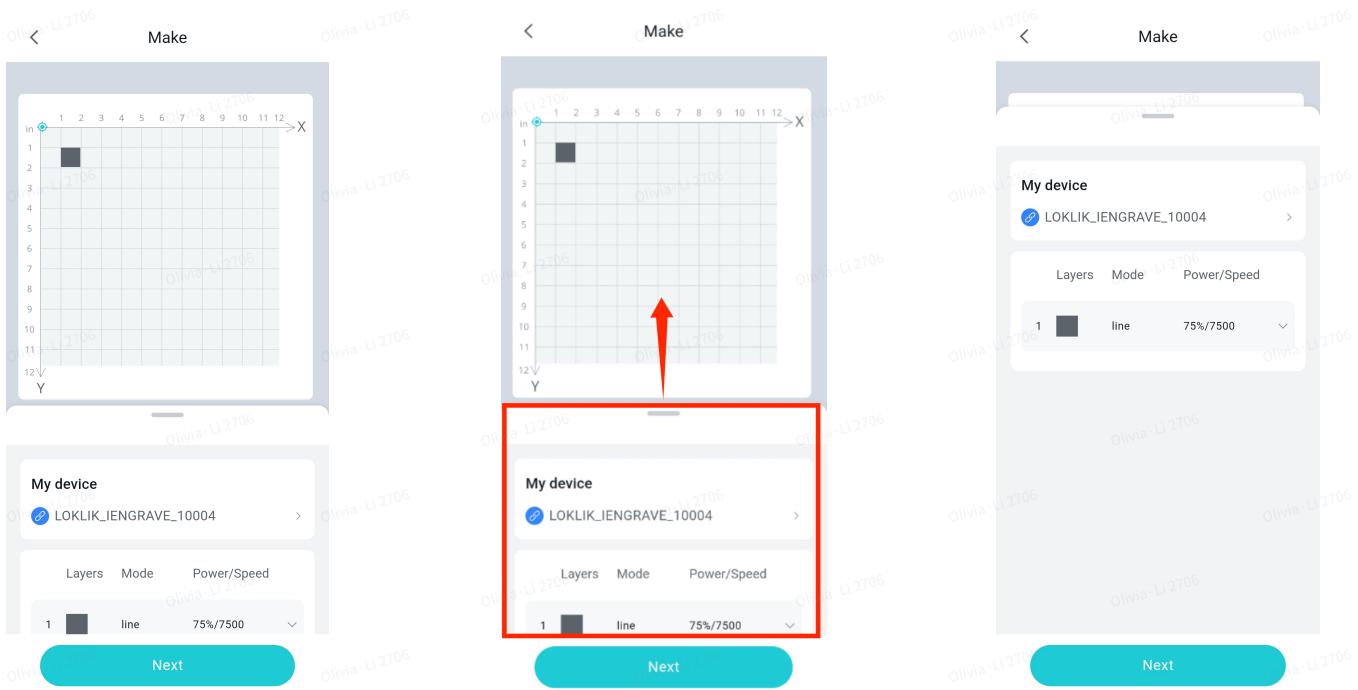 Make
in 1 2 3 4 5 6 7 8 9 10 11 12 X
1
2
3
4
5
6
7
8
9
10
11
12
Y
My device
LOKLIK_IENGRAVE_10004
Layers Mode Power/Speed
1 line 75%/7500
Next
Make
in 1 2 3 4 5 6 7 8 9 10 11 12 X
1
2
3
4
5
6
7
8
9
10
11
12
Y
My device
LOKLIK_IENGRAVE_10004
Layers Mode Power/Speed
1 line 75%/7500
Next
Make
My device
LOKLIK_IENGRAVE_10004
Layers Mode Power/Speed
1 line 75%/7500
Next
Olivia·Li 2706